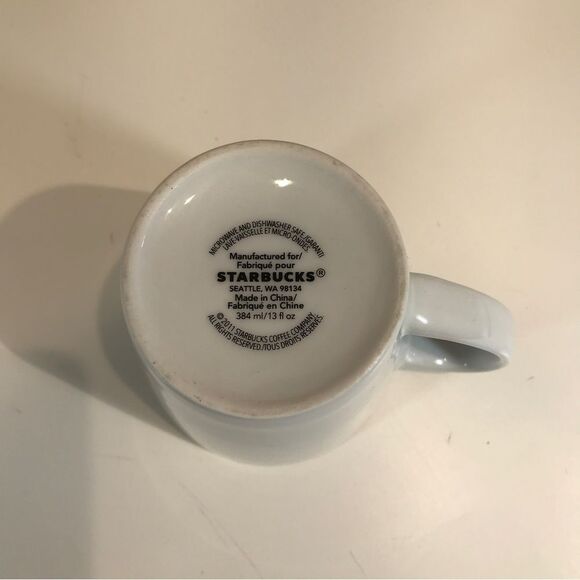 MICROWAVE AND DISHWASHER SAFE./GARANTI
LAVE-VAISSELLE ET MICRO-ONDES.
Manufactured for/
Fabriqué pour
STARBUCKS®
SEATTLE, WA 98134
Made in China/
Fabriqué en Chine
384 ml/13 fl oz
©2011 STARBUCKS COFFEE COMPANY.
ALL RIGHTS RESERVED./TOUS DROITS RESERVÉS.